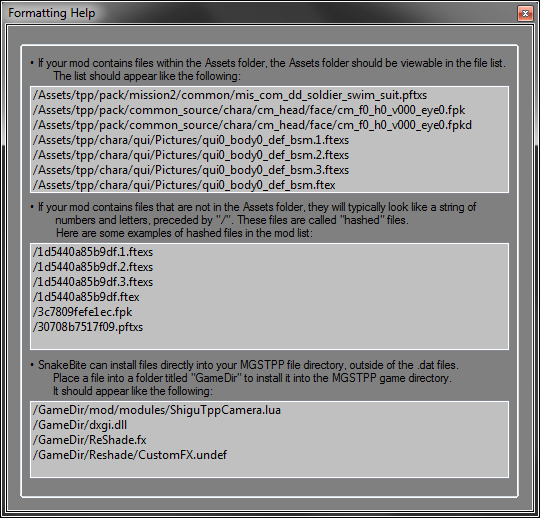 Formatting Help
x
• If your mod contains files within the Assets folder, the Assets folder should be viewable in the file list.
The list should appear like the following:
/Assets/tpp/pack/mission2/common/mis_com_dd_soldier_swim_suit.pftxs
/Assets/tpp/pack/common_source/chara/cm_head/face/cm_f0_h0_v000_eye0.fpk
/Assets/tpp/pack/common_source/chara/cm_head/face/cm_f0_h0_v000_eye0.fpkd
/Assets/tpp/chara/qui/Pictures/qui0_body0_def_bsm.1.ftexs
/Assets/tpp/chara/qui/Pictures/qui0_body0_def_bsm.2.ftexs
/Assets/tpp/chara/qui/Pictures/qui0_body0_def_bsm.3.ftexs
/Assets/tpp/chara/qui/Pictures/qui0_body0_def_bsm.ftex
• If your mod contains files that are not in the Assets folder, they will typically look like a string of
numbers and letters, preceded by "/". These files are called "hashed" files.
Here are some examples of hashed files in the mod list:
/1d5440a85b9df.1.ftexs
/1d5440a85b9df.2.ftexs
/1d5440a85b9df.3.ftexs
/1d5440a85b9df.ftex
/3c7809fefe1ec.fpk
/30708b7517f09.pftxs
• SnakeBite can install files directly into your MGSTPP file directory, outside of the .dat files.
Place a file into a folder titled "GameDir" to install it into the MGSTPP game directory.
It should appear like the following:
/GameDir/mod/modules/ShiguTppCamera.lua
/GameDir/dxgi.dll
/GameDir/ReShade.fx
/GameDir/Reshade/CustomFX.undef